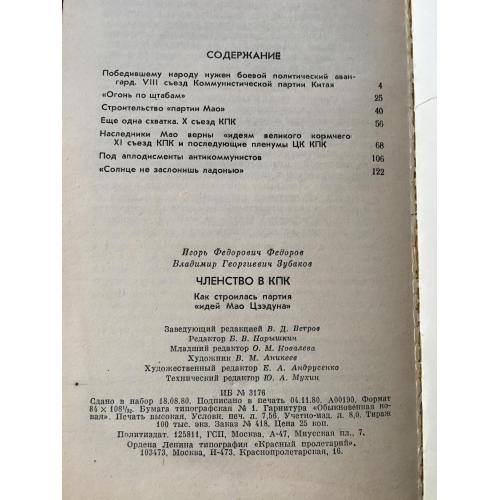 СОДЕРЖАНИЕ
Победившему народу нужен боевой политический аван-
гард. VIII съезд Коммунистической партии Китая 4
«Огонь по штабам» 25
Строительство «партии Мао» 40
Еще одна схватка. X съезд КПК 56
Наследники Мао верны «идеям великого кормчего»
XI съезд КПК и последующие пленумы ЦК КПК 68
Под аплодисменты антикоммунистов 106
«Солнце не заслонишь ладонью» 122
Игорь Федорович Федоров
Владимир Георгиевич Зубаков
ЧЛЕНСТВО В КПК
Как строилась партия
«идей Мао Цзэдуна»
Заведующий редакцией В. Д. Ветров
Редактор Б. В. Нарышкин
Младший редактор О. М. Ковалева
Художник В. М. Аникеев
Художественный редактор Е. А. Андрусенко
Технический редактор Ю. А. Мухин
ИБ № 3176
Сдано в набор 18.08.80. Подписано в печать 04.11.80. А00190. Формат
84 × 108¹/₃₂. Бумага типографская № 1. Гарнитура «Обыкновенная но-
вая». Печать высокая. Условн. печ. л. 7,56. Учетно-изд. л. 8,0. Тираж
100 тыс. экз. Заказ № 418. Цена 25 коп.
Политиздат. 125811, ГСП, Москва, А-47, Миусская пл., 7.
Ордена Ленина типография «Красный пролетарий».
103473, Москва, И-473, Краснопролетарская, 16.